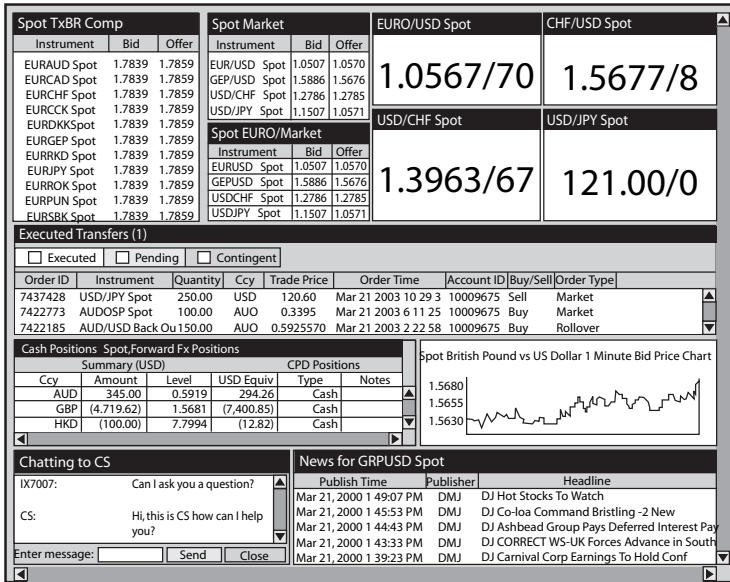 Spot TxBR Comp
Instrument Bid Offer
EURAUD Spot 1.7839 1.7859
EURCAD Spot 1.7839 1.7859
EURCHF Spot 1.7839 1.7859
EURCCK Spot 1.7839 1.7859
EURDKKSpot 1.7839 1.7859
EURGEP Spot 1.7839 1.7859
EURRKD Spot 1.7839 1.7859
EURJPY Spot 1.7839 1.7859
EURROK Spot 1.7839 1.7859
EURPUN Spot 1.7839 1.7859
EURSBK Spot 1.7839 1.7859
Spot Market
Instrument Bid Offer
EUR/USD Spot 1.0507 1.0570
GEP/USD Spot 1.5886 1.5676
USD/CHF Spot 1.2786 1.2785
USD/JPY Spot 1.1507 1.0571
Spot EURO/Market
Instrument Bid Offer
EURUSD Spot 1.0507 1.0570
GEPUSD Spot 1.5886 1.5676
USDCHF Spot 1.2786 1.2785
USDJPY Spot 1.1507 1.0571
EURO/USD Spot
1.0567/70
CHF/USD Spot
1.5677/8
USD/CHF Spot
1.3963/67
USD/JPY Spot
121.00/0
Executed Transfers (1)
Executed Pending Contingent
Order ID Instrument Quantity Ccy Trade Price Order Time Account ID Buy/Sell Order Type
7437428 USD/JPY Spot 250.00 USD 120.60 Mar 21 2003 10 29 3 10009675 Sell Market
7422773 AUDOSP Spot 100.00 AUO 0.3395 Mar 21 2003 6 11 25 10009675 Buy Market
7422185 AUD/USD Back Ou 150.00 AUO 0.5925570 Mar 21 2003 2 22 58 10009675 Buy Rollover
Cash Positions Spot,Forward Fx Positions
Summary (USD) CPD Positions
Ccy Amount Level USD Equiv Type Notes
AUD 345.00 0.5919 294.26 Cash
GBP (4.719.62) 1.5681 (7,400.85) Cash
HKD (100.00) 7.7994 (12.82) Cash
Spot British Pound vs US Dollar 1 Minute Bid Price Chart
1.5680
1.5655
1.5630
Chatting to CS
IX7007: Can I ask you a question?
CS: Hi, this is CS how can I help
you?
Enter message: Send Close
News for GRPUSD Spot
Publish Time Publisher Headline
Mar 21, 2000 1 49:07 PM DMJ DJ Hot Stocks To Watch
Mar 21, 2000 1 45:53 PM DMJ DJ Co-loa Command Bristling -2 New
Mar 21, 2000 1 44:43 PM DMJ DJ Ashbead Group Pays Deferred Interest Pay
Mar 21, 2000 1 43:33 PM DMJ DJ CORRECT WS-UK Forces Advance in South
Mar 21, 2000 1 39:23 PM DMJ DJ Carnival Corp Earnings To Hold Conf